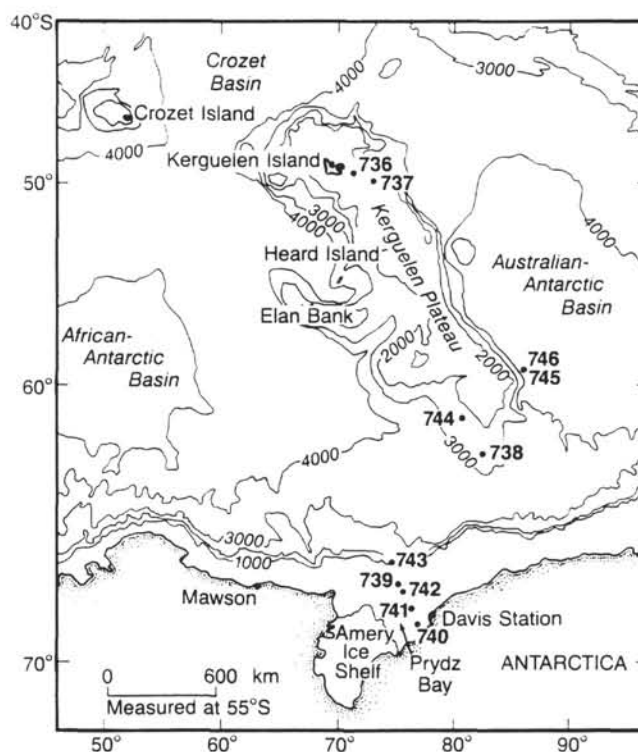 40°S
Crozet
Basin
4000
3000
Crozet Island
4000
Kerguelen Island
736
737
50°
3000
4000
4000
Heard Island
Kerguelen Plateau
Australian-
Antarctic
Basin
Elan Bank
African-
Antarctic
Basin
2000
2000
746
745
60°
744
738
3000
4000
3000
1000
743
739
742
Mawson
741
Davis Station
740
Amery
Ice
Shelf
Prydz
Bay
ANTARCTICA
70°
0 600 km
Measured at 55°S
50° 60° 70° 80° 90°